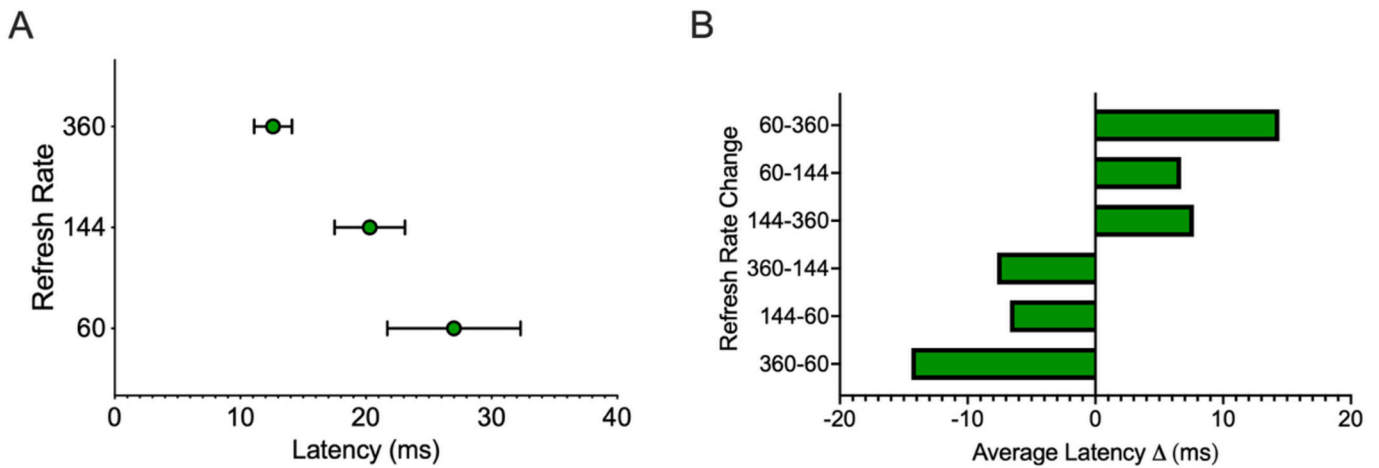 A
Refresh Rate
360
144
60
0 10 20 30 40
Latency (ms)
B
Refresh Rate Change
60-360
60-144
144-360
360-144
144-60
360-60
-20 -10 0 10 20
Average Latency Δ (ms)